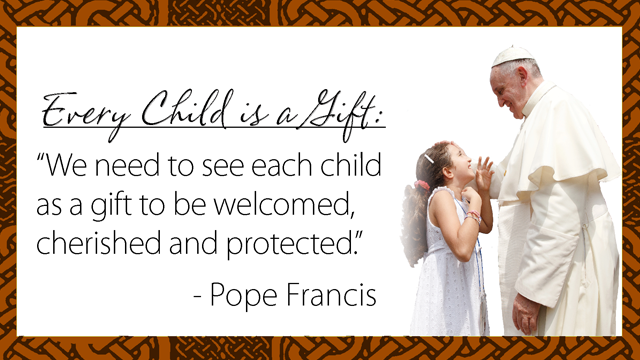 Every Child is a Gift:
“We need to see each child
as a gift to be welcomed,
cherished and protected.”
- Pope Francis